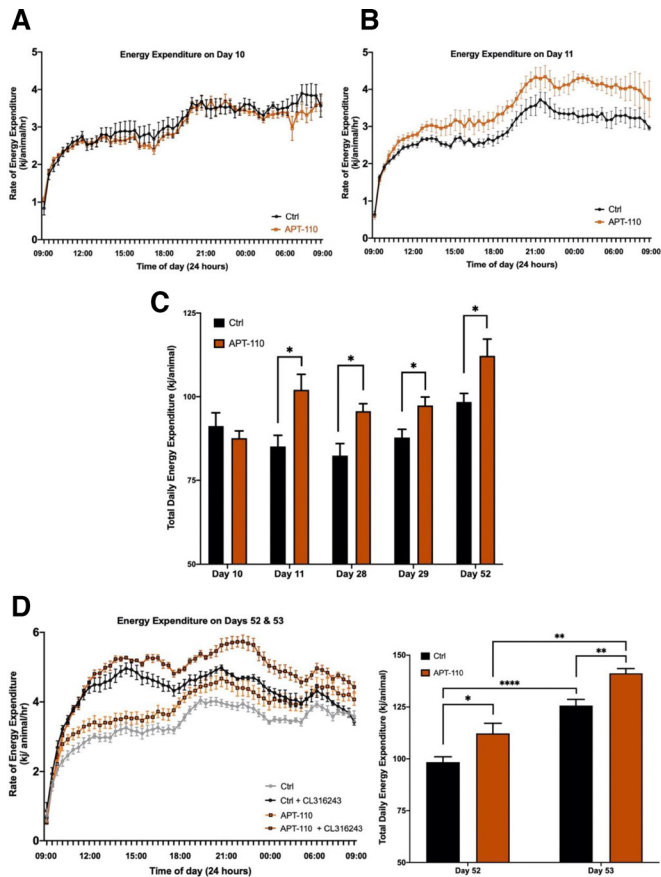 A
Energy Expenditure on Day 10
Rate of Energy Expenditure
(kj/animal/hr)
5
4
3
2
1
0
Ctrl
APT-110
09:00 12:00 15:00 18:00 21:00 00:00 03:00 06:00 09:00
Time of day (24 hours)
B
Energy Expenditure on Day 11
Rate of Energy Expenditure
(kj/animal/hr)
5
4
3
2
1
0
Ctrl
APT-110
09:00 12:00 15:00 18:00 21:00 00:00 03:00 06:00 09:00
Time of day (24 hours)
C
Total Daily Energy Expenditure (kj/animal)
125
100
75
50
Ctrl
APT-110
* * * *
Day 10 Day 11 Day 28 Day 29 Day 52
D
Energy Expenditure on Days 52 & 53
Rate of Energy Expenditure
(kj/ animal/hr)
6
4
2
0
Ctrl
Ctrl + CL316243
APT-110
APT-110 + CL316243
09:00 12:00 15:00 18:00 21:00 00:00 03:00 06:00 09:00
Time of day (24 hours)
Total Daily Energy Expenditure (kj/animal)
150
125
100
75
50
Ctrl
APT-110
**
**
****
*
Day 52 Day 53